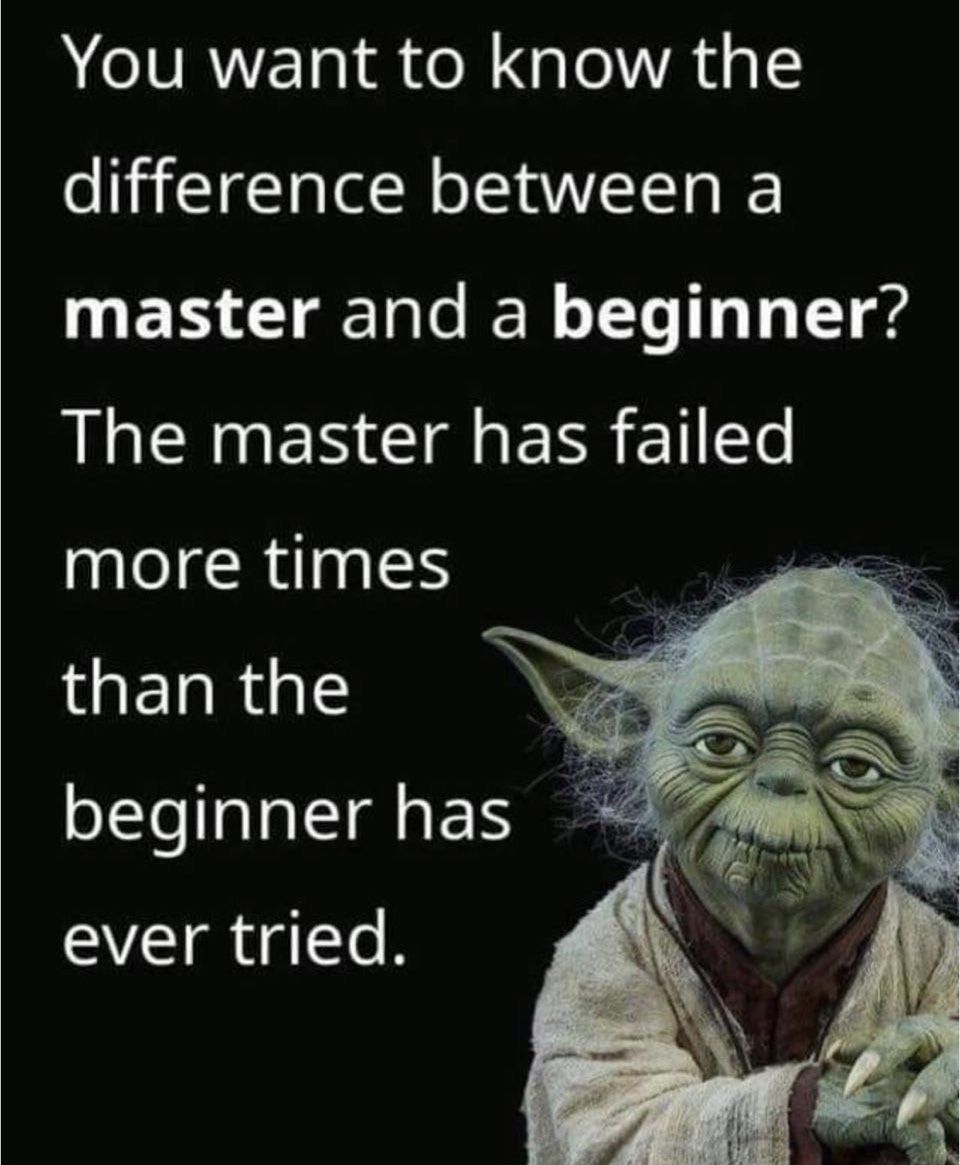 You want to know the
difference between a
master and a beginner?
The master has failed
more times
than the
beginner has
ever tried.